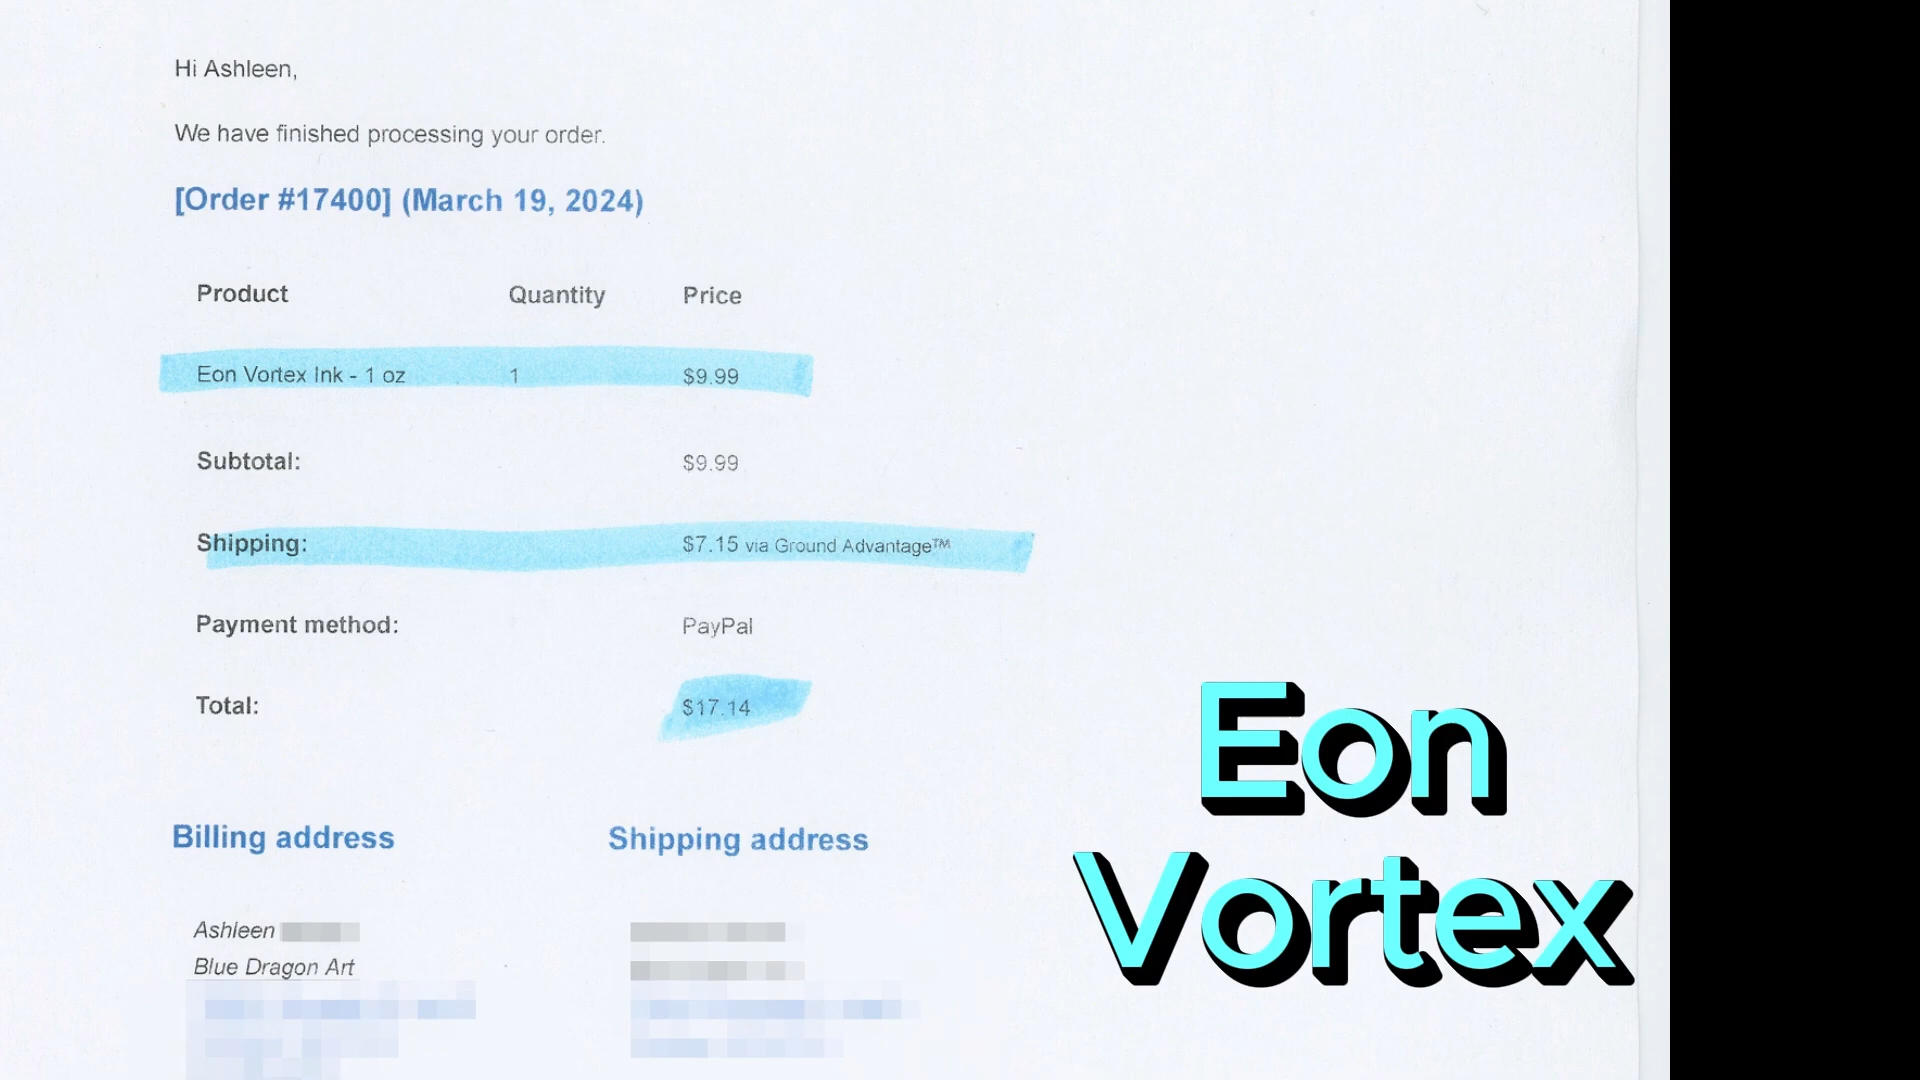 Hi Ashleen,
We have finished processing your order.
[Order #17400] (March 19, 2024)
Product Quantity Price
Eon Vortex Ink - 1 oz 1 $9.99
Subtotal: $9.99
Shipping: $7.15 via Ground Advantage™
Payment method: PayPal
Total: $17.14
Billing address Shipping address
Ashleen
Blue Dragon Art
Eon
Vortex